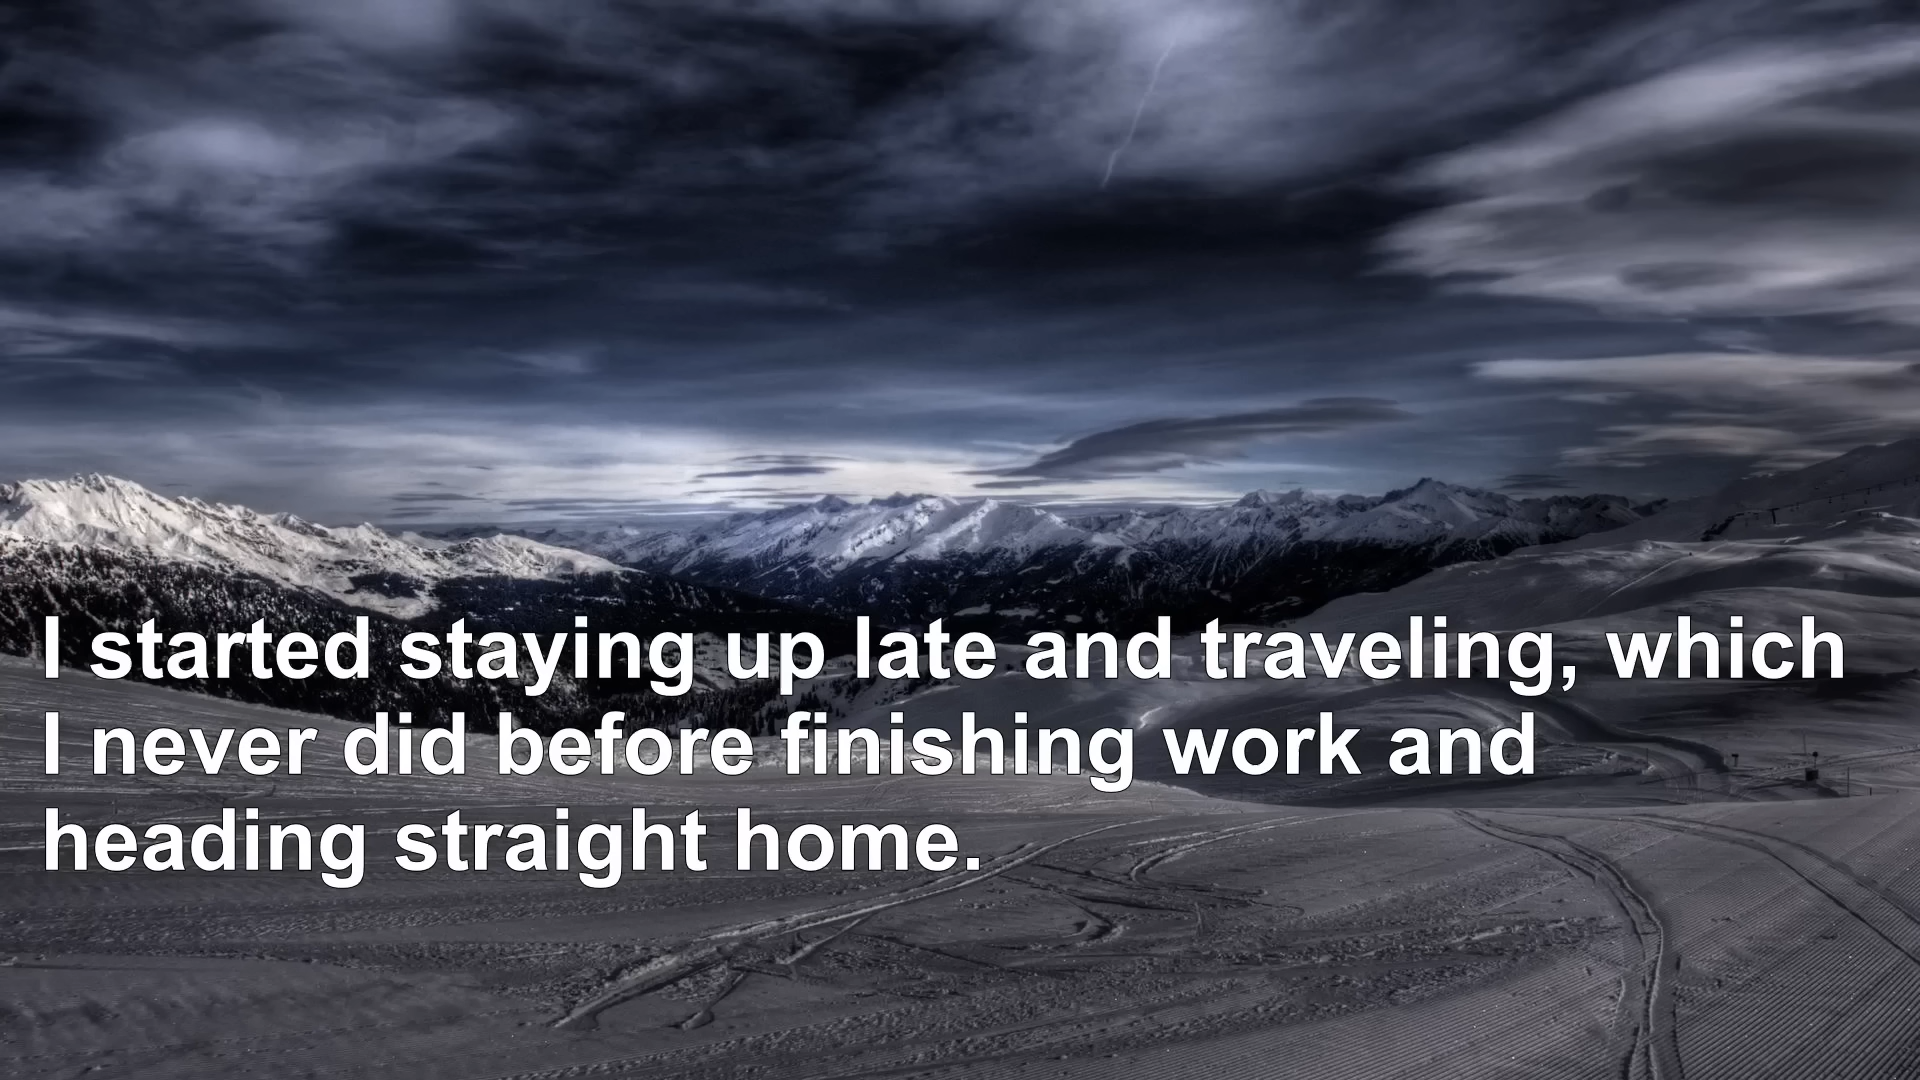 I started staying up late and traveling, which
I never did before finishing work and
heading straight home.